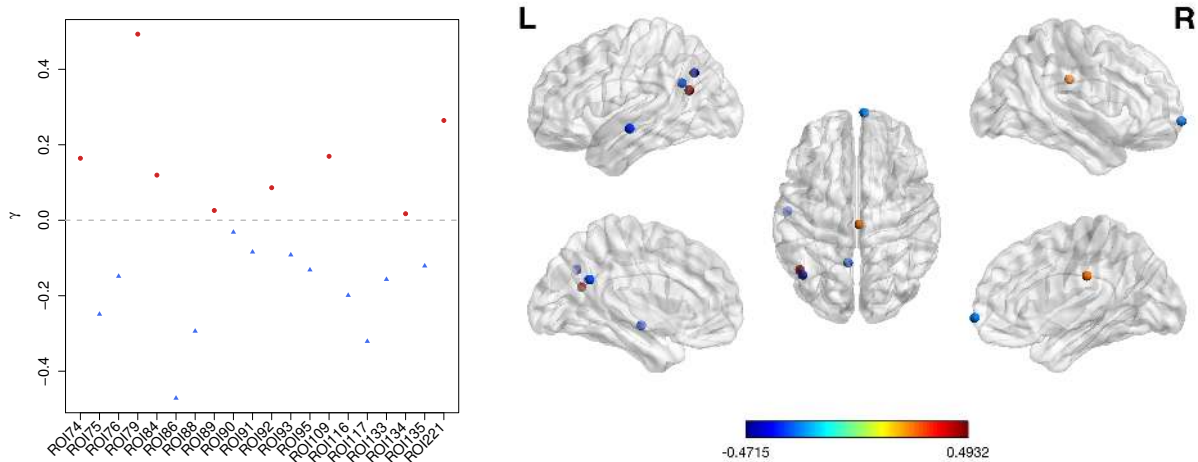 γ
0.4
0.2
0.0
−0.2
−0.4
ROI74
ROI75
ROI76
ROI79
ROI84
ROI86
ROI88
ROI89
ROI90
ROI91
ROI92
ROI93
ROI95
ROI109
ROI116
ROI117
ROI133
ROI134
ROI135
ROI221
L
R
-0.4715
0.4932